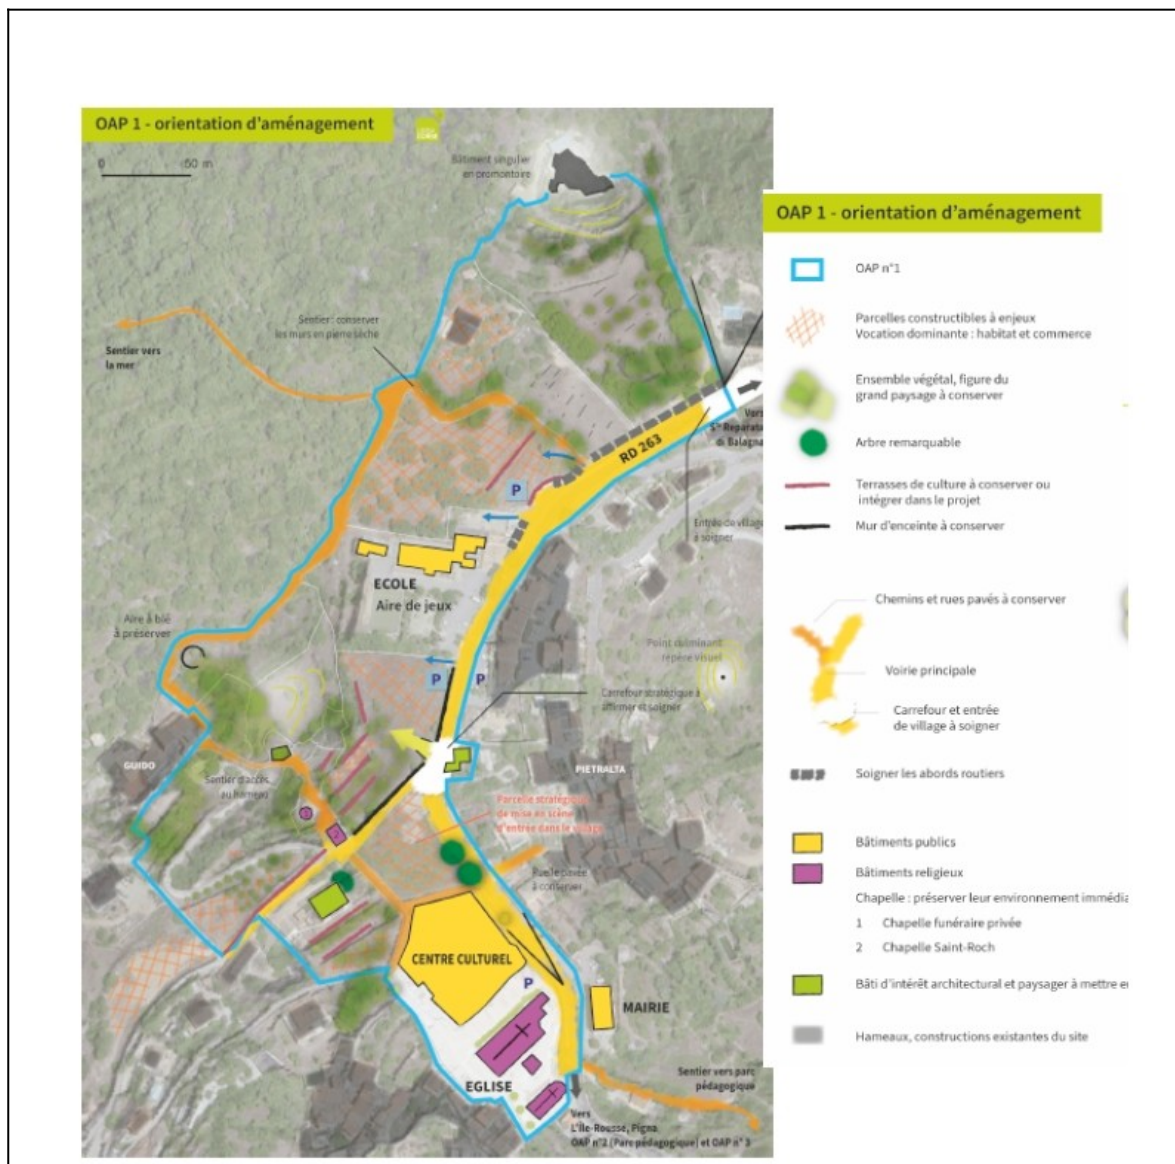 OAP 1 - orientation d'aménagement
0 50 m
Bâtiment singulier
en promontoire
Sentier : conserver
les murs en pierre sèche
Sentier vers
la mer
Vers
Sta Reparata
di Balagna
RD 263
P
Entrée de village
à soigner
ECOLE
Aire de jeux
Aire à blé
à préserver
Point culminant
repère visuel
P
P
Carrefour stratégique à
affirmer et soigner
GUIDO
PIETRALTA
Sentier d'accès
au hameau
Parcelle stratégique
de mise en scène
d'entrée dans le village
Ruelle pavée
à conserver
CENTRE CULTUREL
P
MAIRIE
EGLISE
Sentier vers parc
pédagogique
Vers
L'Ile-Rousse, Pigna
OAP n°2 (Parc pédagogique) et OAP n° 3
OAP 1 - orientation d'aménagement
OAP n°1
Parcelles constructibles à enjeux
Vocation dominante : habitat et commerce
Ensemble végétal, figure du
grand paysage à conserver
Arbre remarquable
Terrasses de culture à conserver ou
intégrer dans le projet
Mur d'enceinte à conserver
Chemins et rues pavés à conserver
Voirie principale
Carrefour et entrée
de village à soigner
Soigner les abords routiers
Bâtiments publics
Bâtiments religieux
Chapelle : préserver leur environnement immédia
1 Chapelle funéraire privée
2 Chapelle Saint-Roch
Bâti d'intérêt architectural et paysager à mettre e
Hameaux, constructions existantes du site